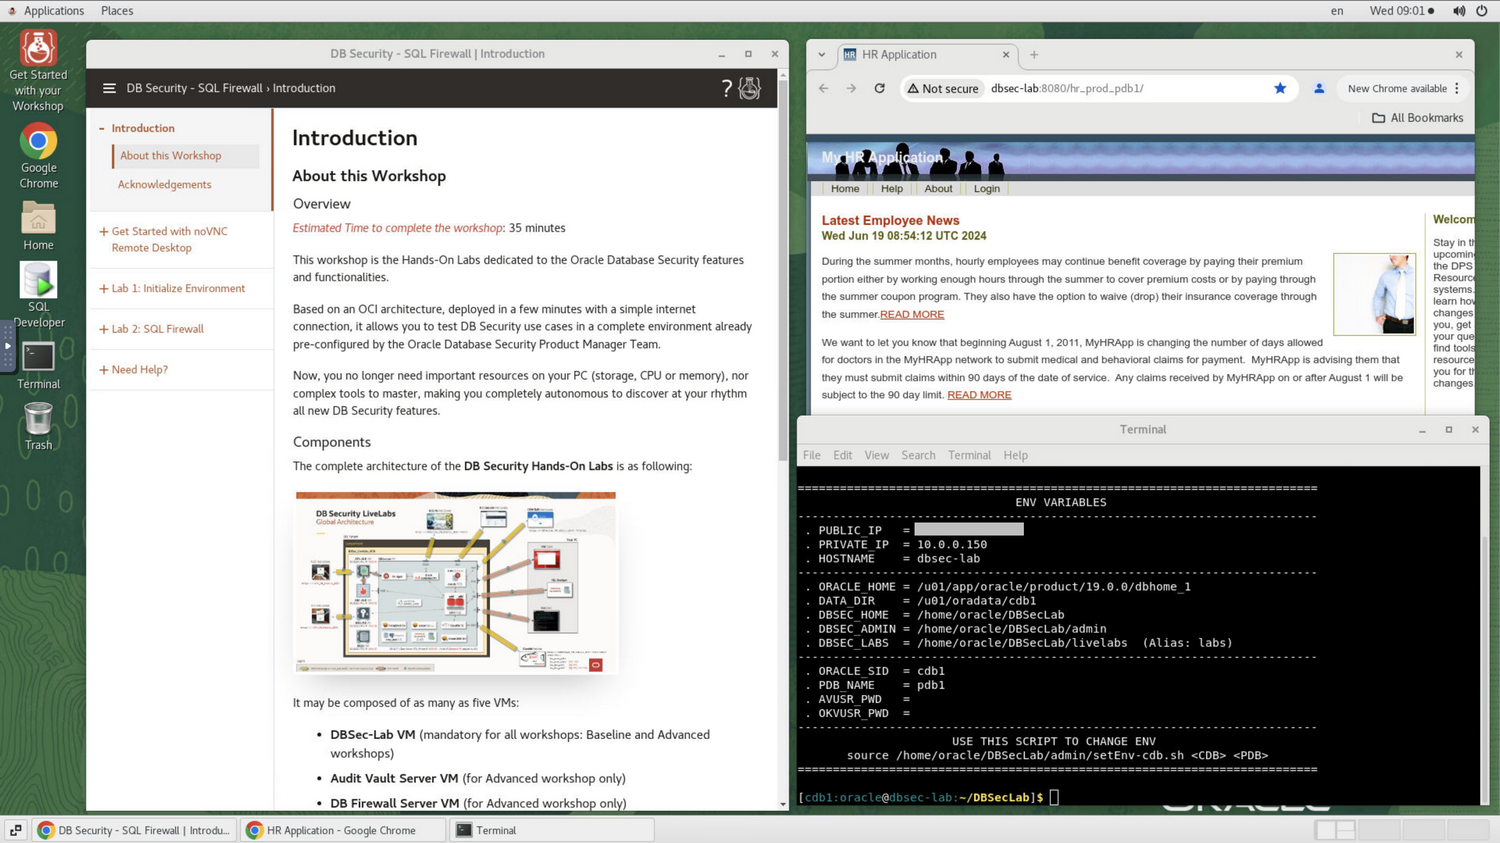 Applications Places
en Wed 09:01
Get Started
with your
Workshop
Google
Chrome
Home
SQL
Developer
Terminal
Trash
DB Security - SQL Firewall | Introduction
DB Security - SQL Firewall › Introduction
?
- Introduction
About this Workshop
Acknowledgements
+ Get Started with noVNC
Remote Desktop
+ Lab 1: Initialize Environment
+ Lab 2: SQL Firewall
+ Need Help?
Introduction
About this Workshop
Overview
Estimated Time to complete the workshop: 35 minutes
This workshop is the Hands-On Labs dedicated to the Oracle Database Security features
and functionalities.
Based on an OCI architecture, deployed in a few minutes with a simple internet
connection, it allows you to test DB Security use cases in a complete environment already
pre-configured by the Oracle Database Security Product Manager Team.
Now, you no longer need important resources on your PC (storage, CPU or memory), nor
complex tools to master, making you completely autonomous to discover at your rhythm
all new DB Security features.
Components
The complete architecture of the DB Security Hands-On Labs is as following:
DB Security LiveLabs
Global Architecture
It may be composed of as many as five VMs:
• DBSec-Lab VM (mandatory for all workshops: Baseline and Advanced
workshops)
• Audit Vault Server VM (for Advanced workshop only)
• DB Firewall Server VM (for Advanced workshop only)
HR HR Application
Not secure dbsec-lab:8080/hr_prod_pdb1/
New Chrome available
All Bookmarks
My HR Application
Home Help About Login
Latest Employee News
Wed Jun 19 08:54:12 UTC 2024
During the summer months, hourly employees may continue benefit coverage by paying their premium
portion either by working enough hours through the summer to cover premium costs or by paying through
the summer coupon program. They also have the option to waive (drop) their insurance coverage through
the summer.READ MORE
We want to let you know that beginning August 1, 2011, MyHRApp is changing the number of days allowed
for doctors in the MyHRApp network to submit medical and behavioral claims for payment. MyHRApp is advising them that
they must submit claims within 90 days of the date of service. Any claims received by MyHRApp on or after August 1 will be
subject to the 90 day limit. READ MORE
Welcom
Stay in th
upcoming
the DPS
Resource
systems.
learn how
changes
you, get
your que
find tools
resource
you for th
changes
Terminal
File Edit View Search Terminal Help
================================================================================
ENV VARIABLES
--------------------------------------------------------------------------------
. PUBLIC_IP =
. PRIVATE_IP = 10.0.0.150
. HOSTNAME = dbsec-lab
--------------------------------------------------------------------------------
. ORACLE_HOME = /u01/app/oracle/product/19.0.0/dbhome_1
. DATA_DIR = /u01/oradata/cdb1
. DBSEC_HOME = /home/oracle/DBSecLab
. DBSEC_ADMIN = /home/oracle/DBSecLab/admin
. DBSEC_LABS = /home/oracle/DBSecLab/livelabs (Alias: labs)
--------------------------------------------------------------------------------
. ORACLE_SID = cdb1
. PDB_NAME = pdb1
. AVUSR_PWD =
. OKVUSR_PWD =
--------------------------------------------------------------------------------
USE THIS SCRIPT TO CHANGE ENV
source /home/oracle/DBSecLab/admin/setEnv-cdb.sh <CDB> <PDB>
================================================================================
[cdb1:oracle@dbsec-lab:~/DBSecLab]$
DB Security - SQL Firewall | Introdu... HR Application - Google Chrome Terminal